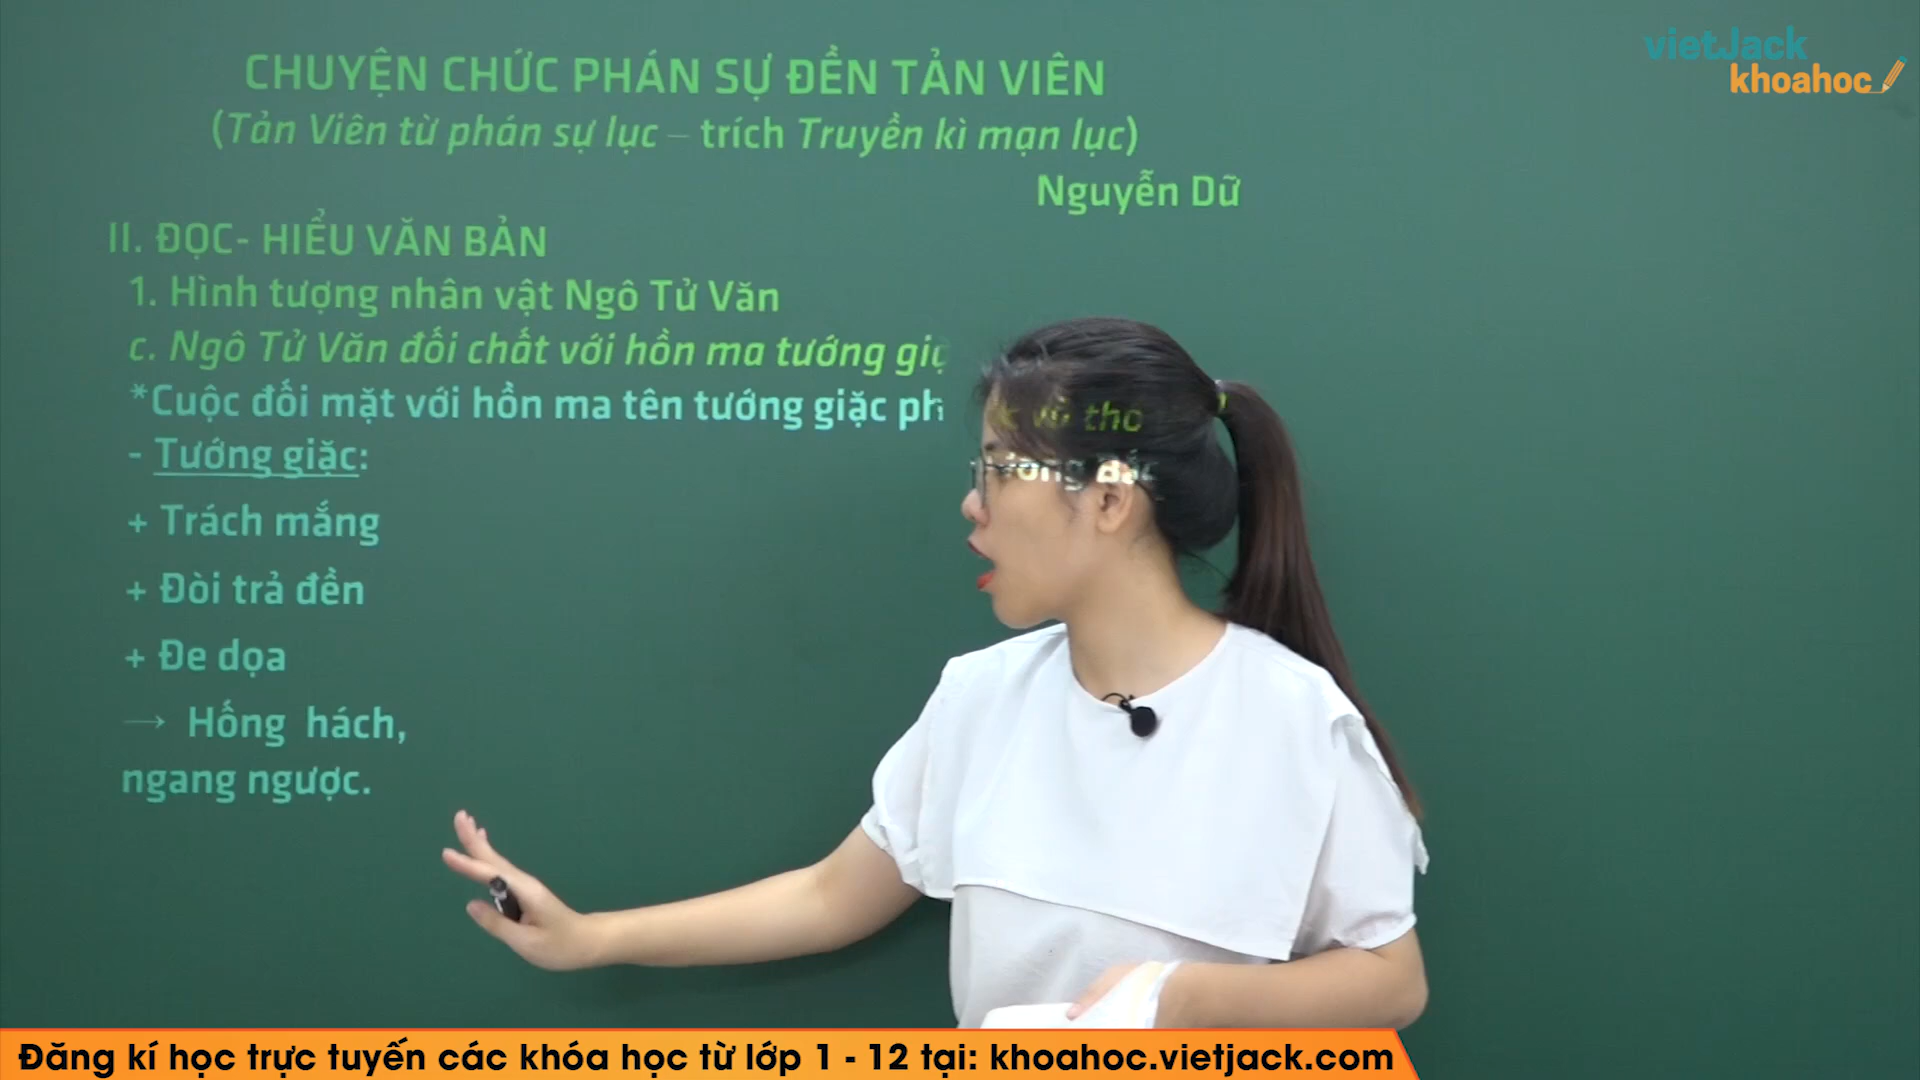 vietJack
khoahoc
CHUYỆN CHỨC PHÁN SỰ ĐỀN TẢN VIÊN
(Tản Viên từ phán sự lục – trích Truyền kì mạn lục)
Nguyễn Dữ
II. ĐỌC- HIỂU VĂN BẢN
1. Hình tượng nhân vật Ngô Tử Văn
c. Ngô Tử Văn đối chất với hồn ma tướng
*Cuộc đối mặt với hồn ma tên tướng giặc
- Tướng giặc:
+ Trách mắng
+ Đòi trả đền
+ Đe dọa
→ Hống hách,
ngang ngược.
Đăng kí học trực tuyến các khóa học từ lớp 1 - 12 tại: khoahoc.vietjack.com